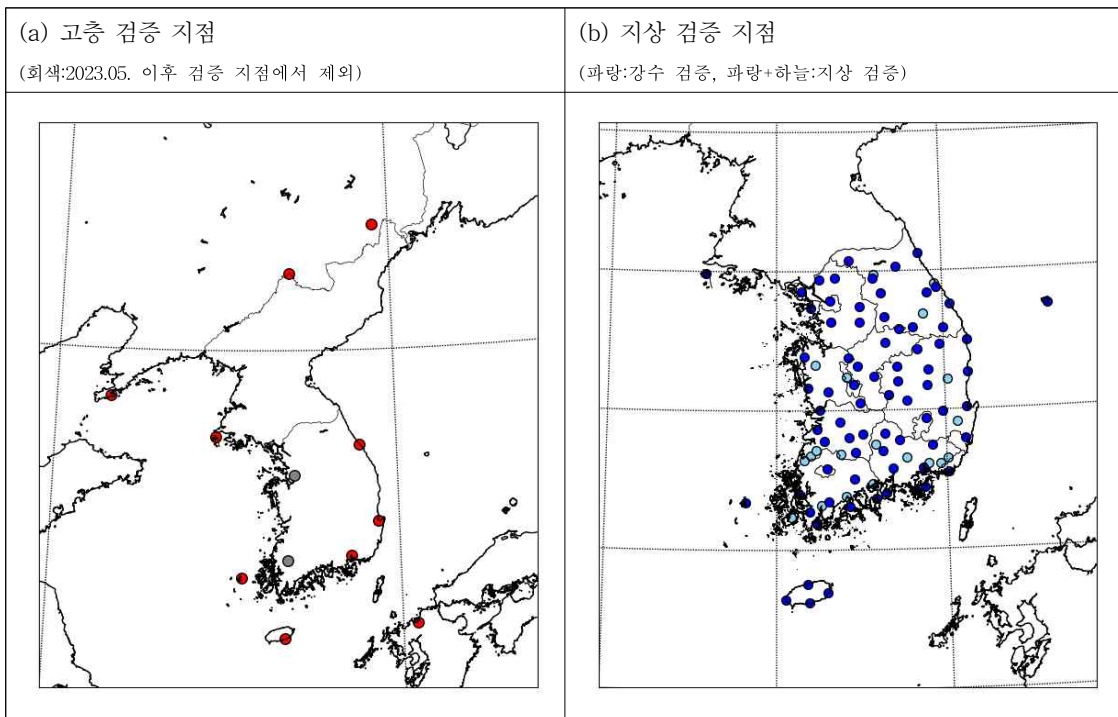 (a) 고층 검증 지점
(회색:2023.05. 이후 검증 지점에서 제외)
(b) 지상 검증 지점
(파랑:강수 검증, 파랑+하늘:지상 검증)